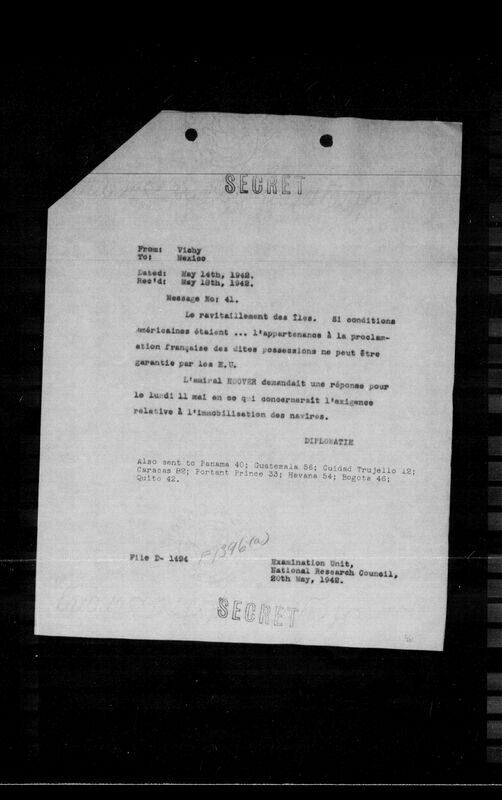 SECRET
From: Vichy
To: Mexico
Dated: May 14th, 1942.
Rec'd: May 18th, 1942.
Message No: 41.
Le ravitaillement des îles. Si conditions
américaines étaient ... l'appartenance à la proclam-
ation française des dites possessions ne peut être
garantie par les E.U.
L'amiral HOOVER demandait une réponse pour
le lundi 11 mai en ce qui concernerait l'exigence
relative à l'immobilisation des navires.
DIPLOMATIE
Also sent to Panama 40; Guatemala 56; Cuidad Trujello 12;
Caracas 82; Portant Prince 33; Havana 54; Bogota 46;
Quito 42.
File D- 1494 F1396(a)
Examination Unit,
National Research Council,
20th May, 1942.
SECRET